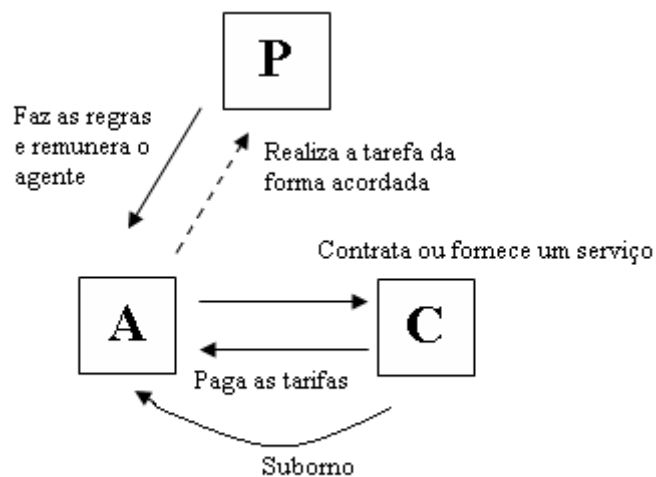 P
Faz as regras
e remunera o
agente
Realiza a tarefa da
forma acordada
Contrata ou fornece um serviço
A
C
Paga as tarifas
Suborno